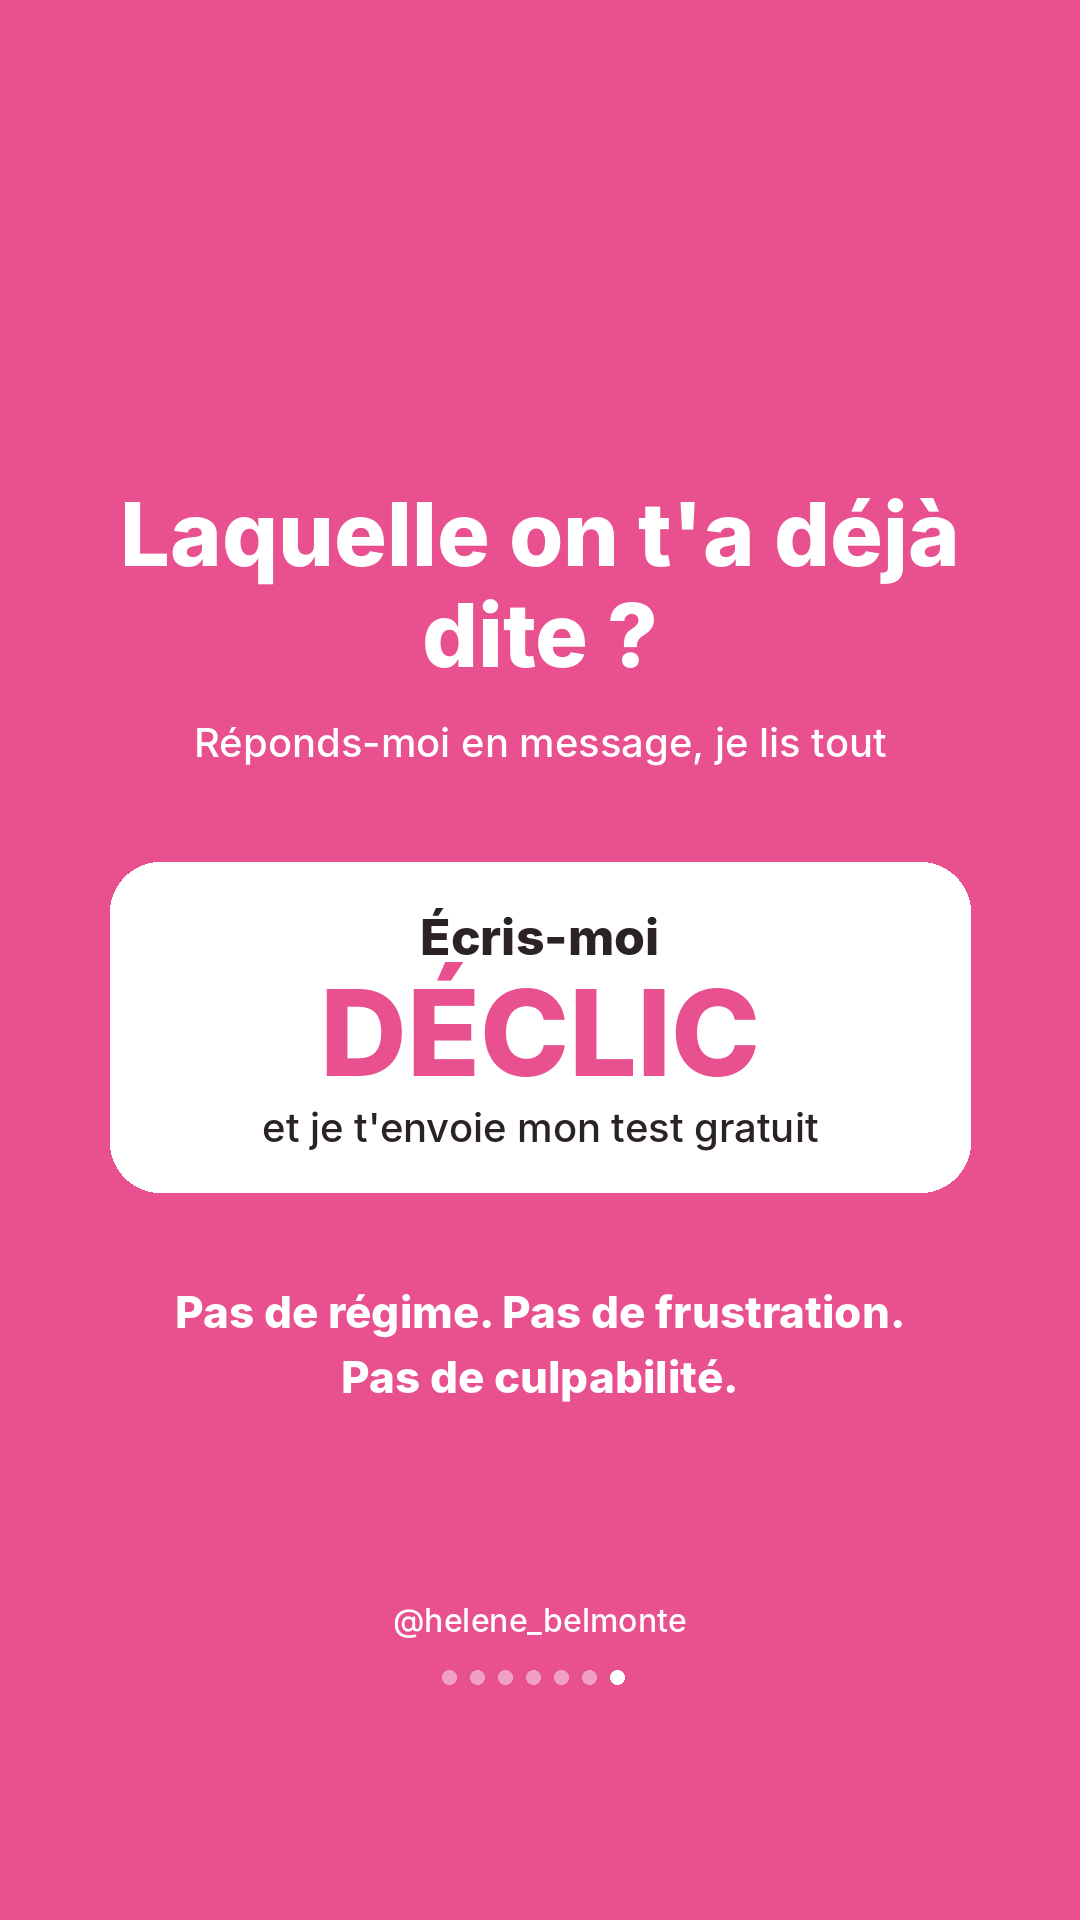 Laquelle on t'a déjà
dite ?
Réponds-moi en message, je lis tout
Écris-moi
DÉCLIC
et je t'envoie mon test gratuit
Pas de régime. Pas de frustration.
Pas de culpabilité.
@helene_belmonte